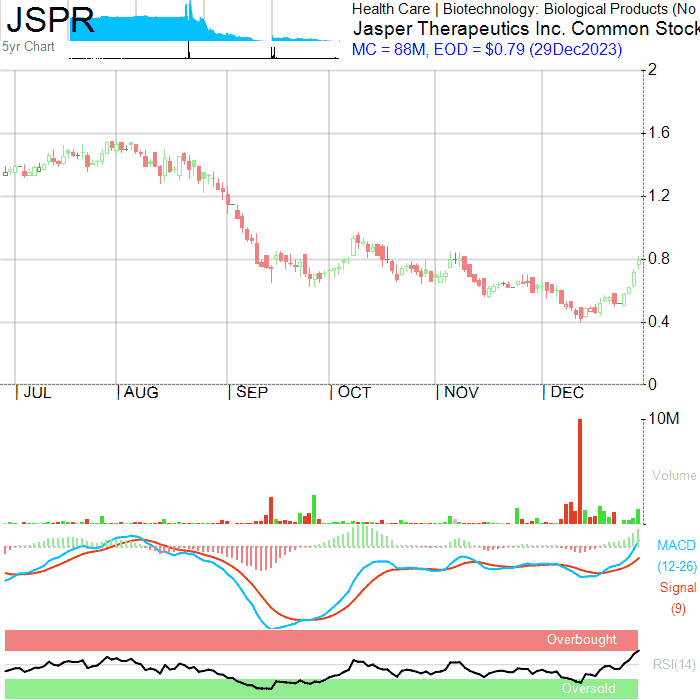 JSPR
5yr Chart
Health Care | Biotechnology: Biological Products (No
Jasper Therapeutics Inc. Common Stock
MC = 88M, EOD = $0.79 (29Dec2023)
2
1.6
1.2
0.8
0.4
0
JUL AUG SEP OCT NOV DEC
10M
Volume
0
MACD
(12-26)
Signal
(9)
Overbought
RSI(14)
Oversold